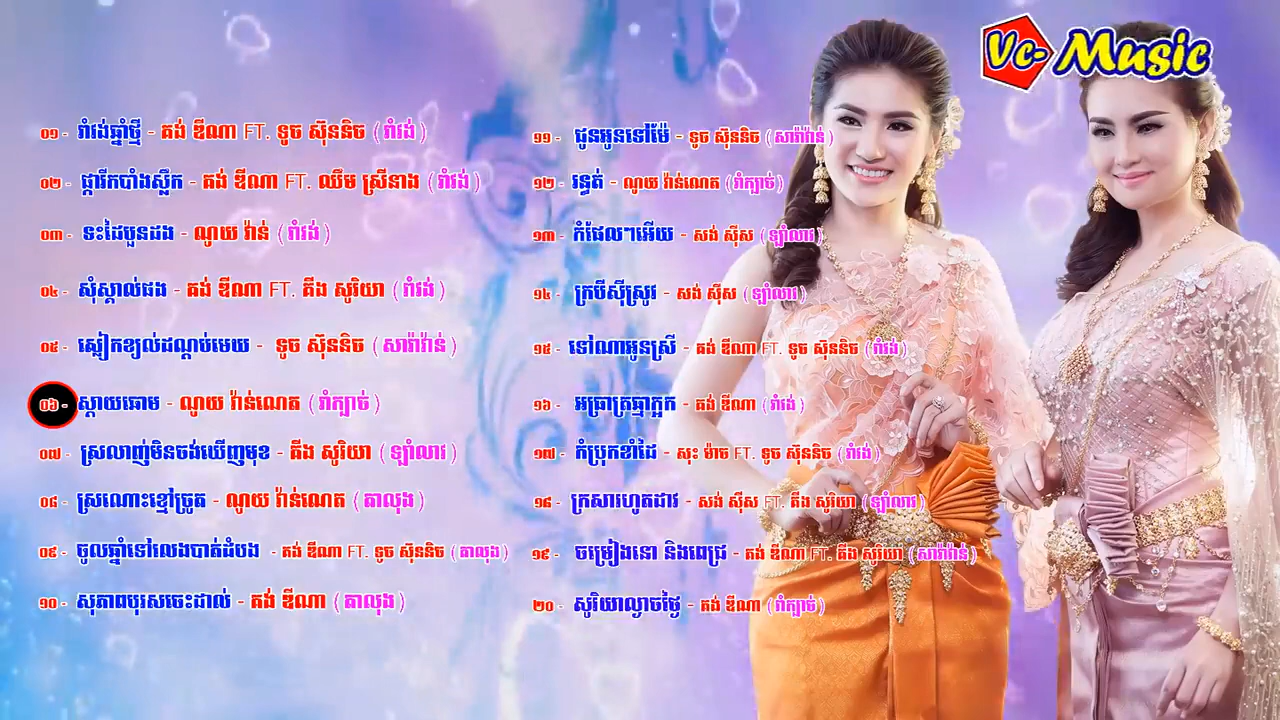 Vc- Music
០១ - រាំវង់ឆ្នាំថ្មី - គង់ ឌីណា FT. ទូច ស៊ុននិច ( រាំវង់ )
០២ - ផ្ការីកបាំងស្លឹក - គង់ ឌីណា FT. ឈឹម ស្រីនាង ( រាំវង់ )
០៣ - ទះដៃបួនដង - ណូយ វ៉ាន់ ( រាំវង់ )
០៤ - សុំស្គាល់ផង - គង់ ឌីណា FT. គីង សូរិយា ( រាំវង់ )
០៥ - ស្លៀកខ្យល់ដណ្ដប់មេឃ - ទូច ស៊ុននិច ( សារ៉ាវ៉ាន់ )
០៦ - ស្ដាយឆោម - ណូយ វ៉ាន់ណេត ( រាំក្បាច់ )
០៧ - ស្រលាញ់មិនចង់ឃើញមុខ - គីង សូរិយា ( ឡាំលាវ )
០៨ - ស្រណោះខ្មៅច្រូត - ណូយ វ៉ាន់ណេត ( តាលុង )
០៩ - ចូលឆ្នាំទៅលេងបាត់ដំបង - គង់ ឌីណា FT. ទូច ស៊ុននិច ( តាលុង )
១០ - សុភាពបុរសចេះដាល់ - គង់ ឌីណា ( តាលុង )
១១ - ជូនអូនទៅម៉ែ - ទូច ស៊ុននិច ( សារ៉ាវ៉ាន់ )
១២ - រន្ធត់ - ណូយ វ៉ាន់ណេត ( រាំក្បាច់ )
១៣ - កំផែលៗអើយ - សង់ ស៊ីស ( ឡាំលាវ )
១៤ - ក្របីស៊ីស្រូវ - សង់ ស៊ីស ( ឡាំលាវ )
១៥ - ទៅណាអូនស្រី - គង់ ឌីណា FT. ទូច ស៊ុននិច ( រាំវង់ )
១៦ - អធ្រាត្រឆ្មាក្អក - គង់ ឌីណា ( រាំវង់ )
១៧ - កំប្រុកខាំដៃ - សុះ ម៉ាច FT. ទូច ស៊ុននិច ( រាំវង់ )
១៨ - ក្រសារហូតដាវ - សង់ ស៊ីស FT. គីង សូរិយា ( ឡាំលាវ )
១៩ - ចម្រៀងទោ និងពេជ្រ - គង់ ឌីណា FT. គីង សូរិយា ( សារ៉ាវ៉ាន់ )
២០ - សូរិយាល្ងាចថ្ងៃ - គង់ ឌីណា ( រាំក្បាច់ )